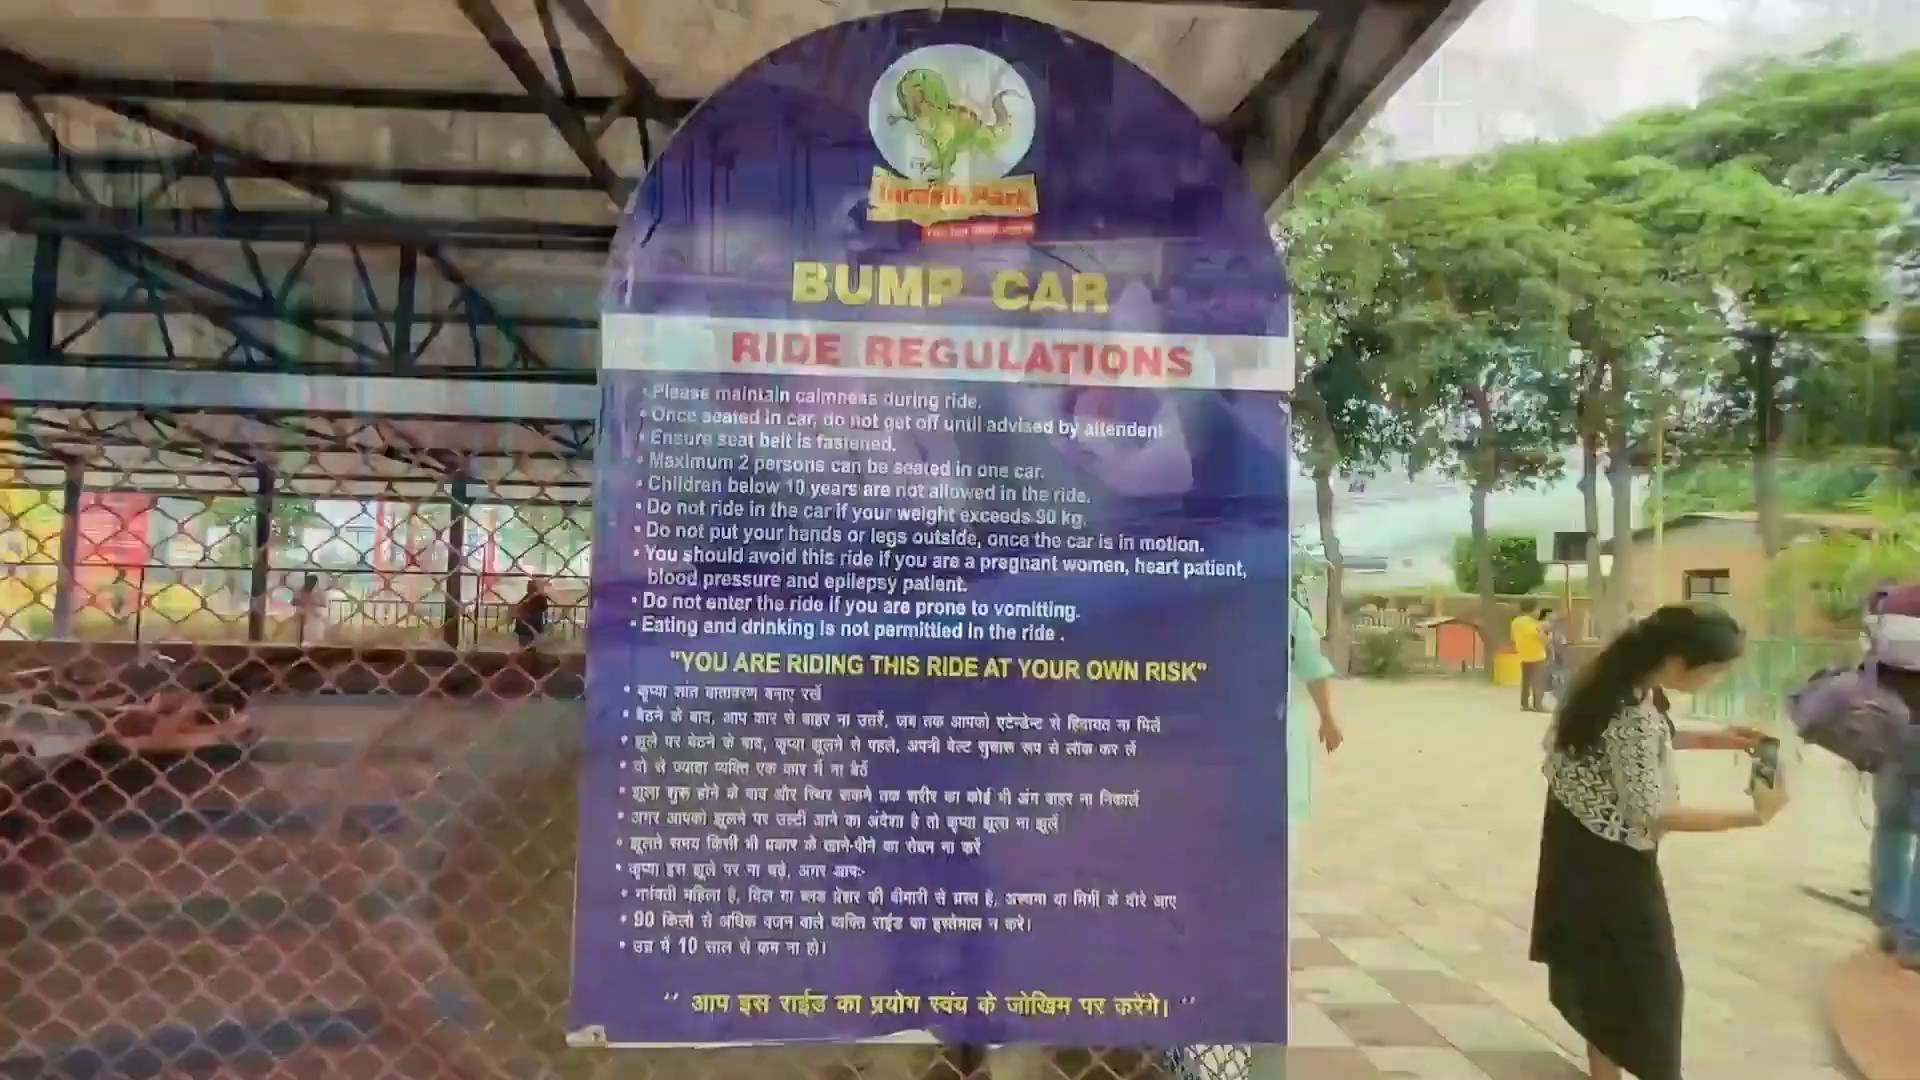 Jurasik Park
BUMP CAR
RIDE REGULATIONS
• Please maintain calmness during ride.
• Once seated in car, do not get off until advised by attendent
• Ensure seat belt is fastened.
• Maximum 2 persons can be seated in one car.
• Children below 10 years are not allowed in the ride.
• Do not ride in the car if your weight exceeds 90 kg.
• Do not put your hands or legs outside, once the car is in motion.
• You should avoid this ride if you are a pregnant women, heart patient,
blood pressure and epilepsy patient.
• Do not enter the ride if you are prone to vomitting.
• Eating and drinking is not permittied in the ride .
"YOU ARE RIDING THIS RIDE AT YOUR OWN RISK"
• कृप्या शांत वातावरण बनाए रखें
• बैठने के बाद, आप कार से बाहर ना उत्तरें, जब तक आपको एटेन्डेन्ट से हिदायत ना मिलें
• झूले पर बैठने के बाद, कृप्या झूलने से पहले, अपनी बेल्ट सुचारू रूप से लॉक कर लें
• दो से ज्यादा व्यक्ति एक कार में ना बैठें
• झूला शुरू होने के बाद और स्थिर रूकने तक शरीर का कोई भी अंग बाहर ना निकालें
• अगर आपको झूलने पर उल्टी आने का अंदेशा है तो कृप्या झूला ना झूलें
• झूलते समय किसी भी प्रकार के खाने-पीने का सेवन ना करें
• कृप्या इस झूले पर ना चढ़े, अगर आपः-
• गर्भवती महिला है, दिल या ब्लड प्रेशर की बीमारी से ग्रस्त है, अस्थमा या मिर्गी के दौरे आए
• 90 किलो से अधिक वजन वाले व्यक्ति राईड का इस्तेमाल न करे।
• उम्र में 10 साल से कम ना हो।
'' आप इस राईड का प्रयोग स्वंय के जोखिम पर करेंगे। ''